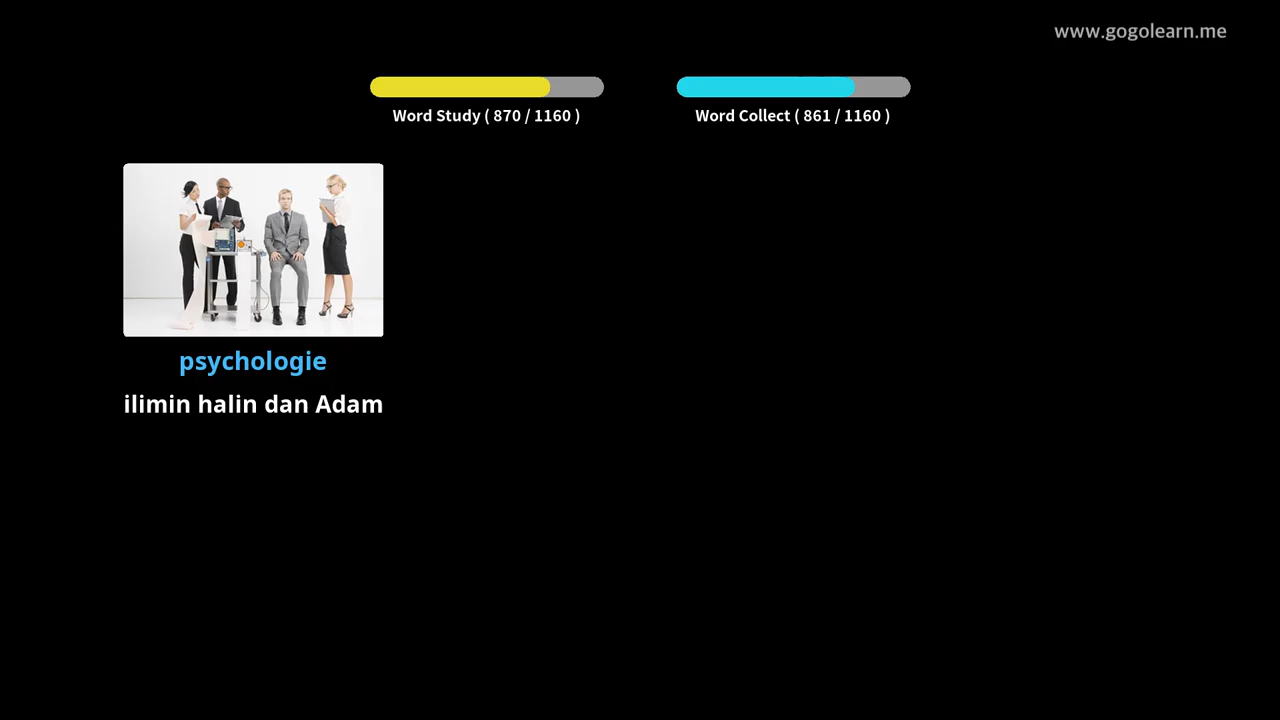 www.gogolearn.me
Word Study ( 870 / 1160 )
Word Collect ( 861 / 1160 )
psychologie
ilimin halin dan Adam